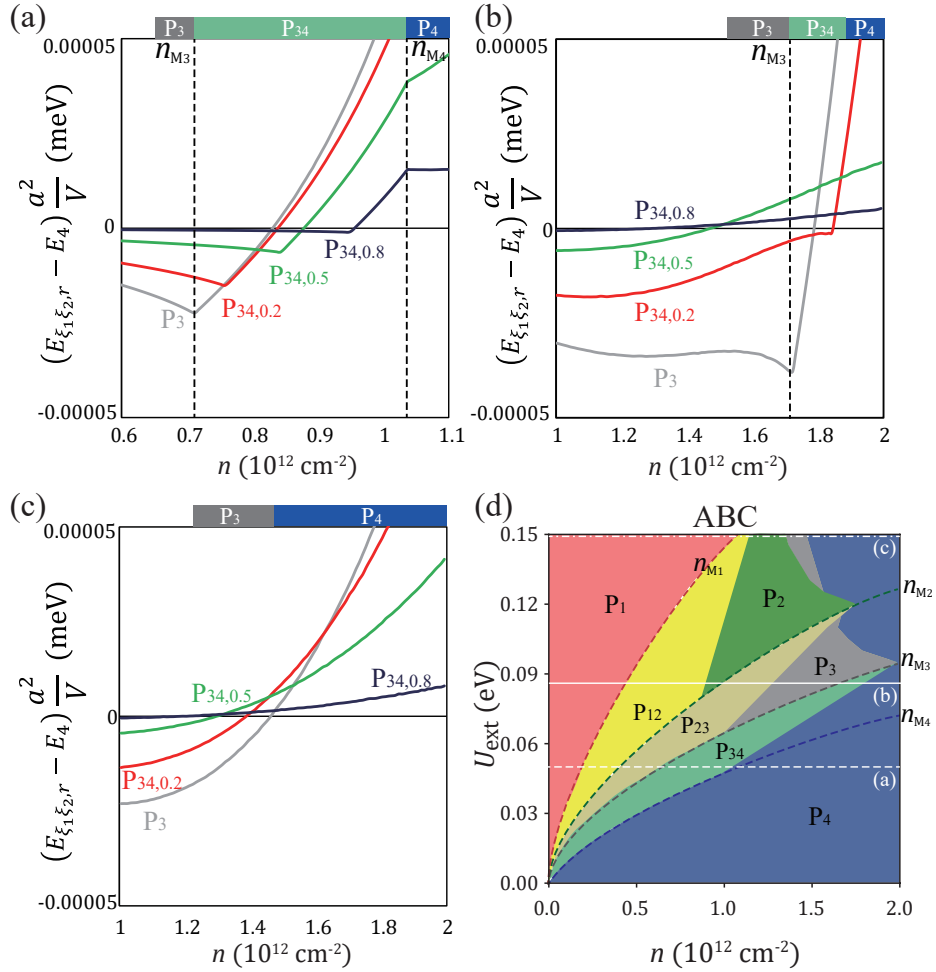 (a)
P3 P34 P4
0.00005
nM3
nM4
(Eξ1ξ2,r − E4) a²/V (meV)
0
P34,0.8
P34,0.5
P34,0.2
P3
-0.00005
0.6 0.7 0.8 0.9 1 1.1
n (10¹² cm⁻²)
(b)
P3 P34 P4
0.00005
nM3
(Eξ1ξ2,r − E4) a²/V (meV)
0
P34,0.8
P34,0.5
P34,0.2
P3
-0.00005
1 1.2 1.4 1.6 1.8 2
n (10¹² cm⁻²)
(c)
P3 P4
0.00005
(Eξ1ξ2,r − E4) a²/V (meV)
0
P34,0.8
P34,0.5
P34,0.2
P3
-0.00005
1 1.2 1.4 1.6 1.8 2
n (10¹² cm⁻²)
(d)
ABC
Uext (eV)
0.15
0.12
0.09
0.06
0.03
0.00
(c)
nM1
P1
P2
nM2
P3
nM3
P12
P23
(b)
nM4
P34
(a)
P4
0.0 0.5 1.0 1.5 2.0
n (10¹² cm⁻²)